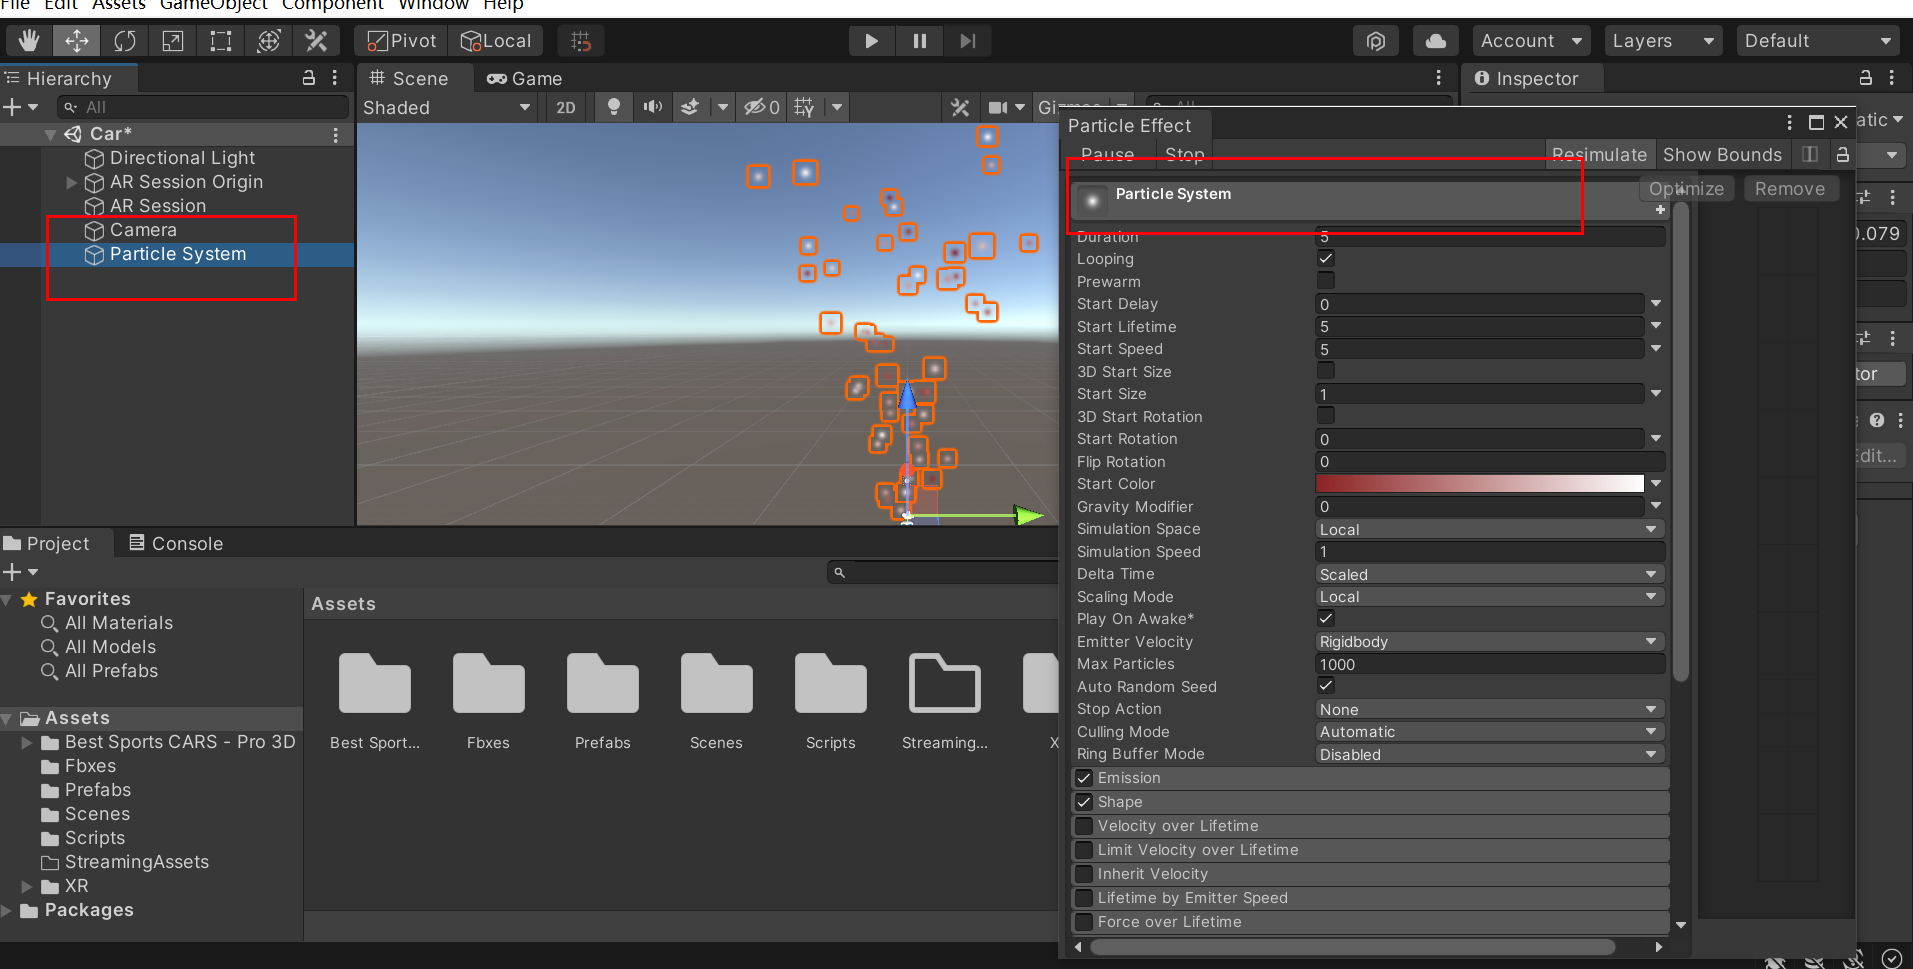 File Edit Assets GameObject Component Window Help
Pivot Local Account Layers Default
Hierarchy
All
Car*
Directional Light
AR Session Origin
AR Session
Camera
Particle System
Scene Game
Shaded 2D 0
Inspector
Particle Effect
Pause Stop Resimulate Show Bounds
Optimize Remove
Particle System
Duration 5
Looping
Prewarm
Start Delay 0
Start Lifetime 5
Start Speed 5
3D Start Size
Start Size 1
3D Start Rotation
Start Rotation 0
Flip Rotation 0
Start Color
Gravity Modifier 0
Simulation Space Local
Simulation Speed 1
Delta Time Scaled
Scaling Mode Local
Play On Awake*
Emitter Velocity Rigidbody
Max Particles 1000
Auto Random Seed
Stop Action None
Culling Mode Automatic
Ring Buffer Mode Disabled
Emission
Shape
Velocity over Lifetime
Limit Velocity over Lifetime
Inherit Velocity
Lifetime by Emitter Speed
Force over Lifetime
atic
0.079
tor
Edit...
Project Console
Favorites
All Materials
All Models
All Prefabs
Assets
Best Sports CARS - Pro 3D
Fbxes
Prefabs
Scenes
Scripts
StreamingAssets
XR
Packages
Assets
Best Sport... Fbxes Prefabs Scenes Scripts Streaming... X